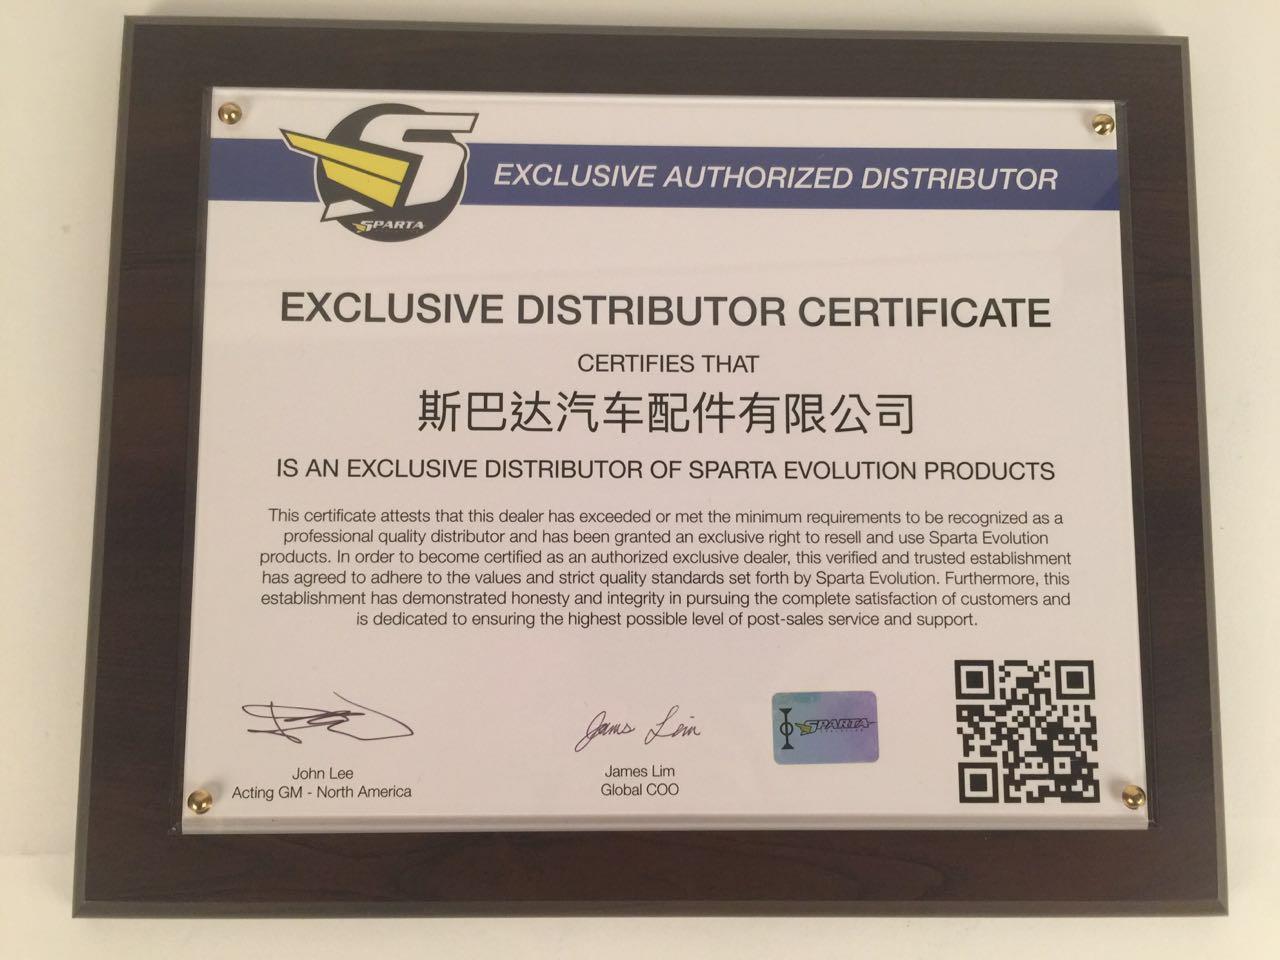 SPARTA
EXCLUSIVE AUTHORIZED DISTRIBUTOR
EXCLUSIVE DISTRIBUTOR CERTIFICATE
CERTIFIES THAT
斯巴达汽车配件有限公司
IS AN EXCLUSIVE DISTRIBUTOR OF SPARTA EVOLUTION PRODUCTS
This certificate attests that this dealer has exceeded or met the minimum requirements to be recognized as a
professional quality distributor and has been granted an exclusive right to resell and use Sparta Evolution
products. In order to become certified as an authorized exclusive dealer, this verified and trusted establishment
has agreed to adhere to the values and strict quality standards set forth by Sparta Evolution. Furthermore, this
establishment has demonstrated honesty and integrity in pursuing the complete satisfaction of customers and
is dedicated to ensuring the highest possible level of post-sales service and support.
SPARTA
EVOLUTION
John Lee
Acting GM - North America
James Lim
Global COO